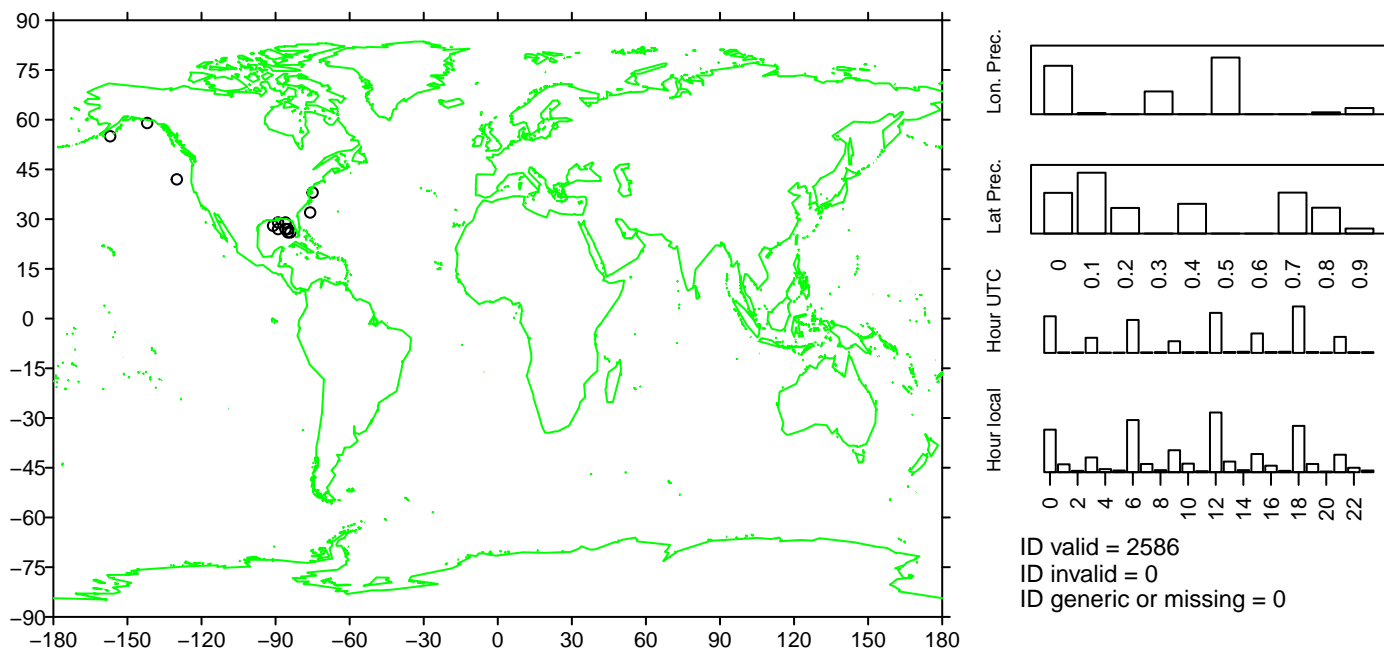 90
75
60
45
30
15
0
−15
−30
−45
−60
−75
−90
−180 −150 −120 −90 −60 −30 0 30 60 90 120 150 180
Lon. Prec.
Lat Prec.
0 0.1 0.2 0.3 0.4 0.5 0.6 0.7 0.8 0.9
Hour UTC
Hour local
0 2 4 6 8 10 12 14 16 18 20 22
ID valid = 2586
ID invalid = 0
ID generic or missing = 0